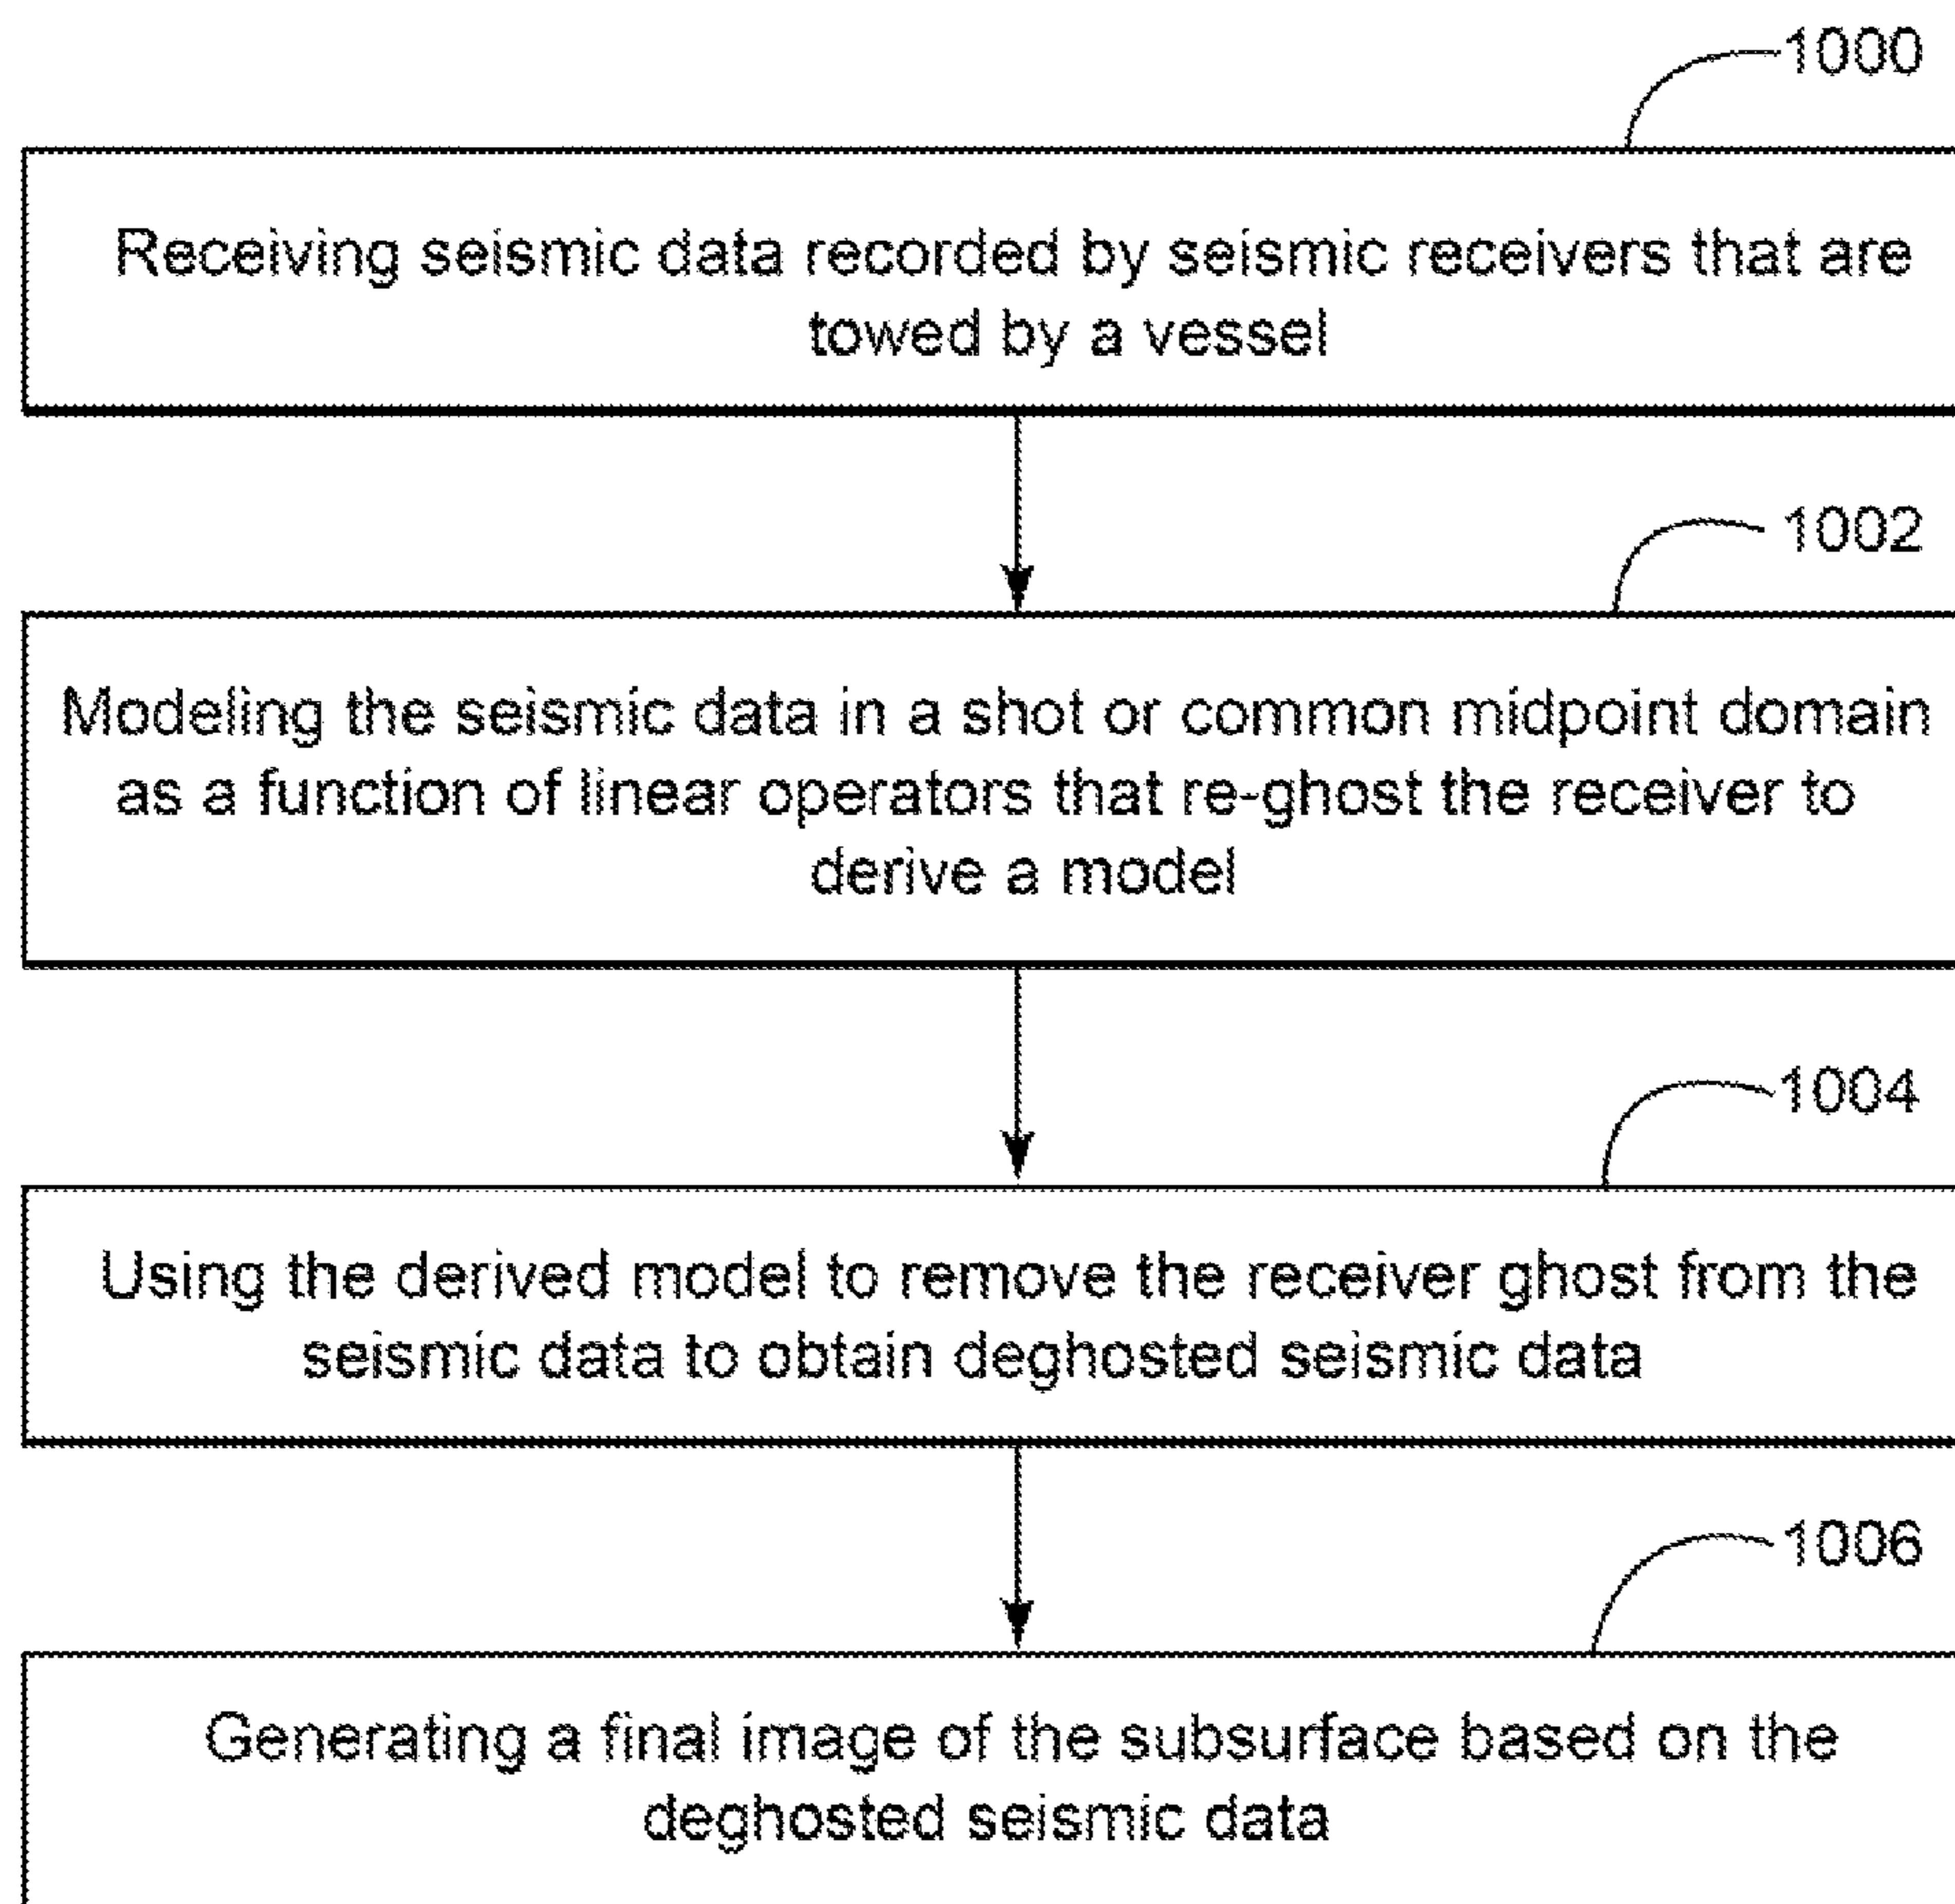 1000
Receiving seismic data recorded by seismic receivers that are
towed by a vessel
1002
Modeling the seismic data in a shot or common midpoint domain
as a function of linear operators that re-ghost the receiver to
derive a model
1004
Using the derived model to remove the receiver ghost from the
seismic data to obtain deghosted seismic data
1006
Generating a final image of the subsurface based on the
deghosted seismic data